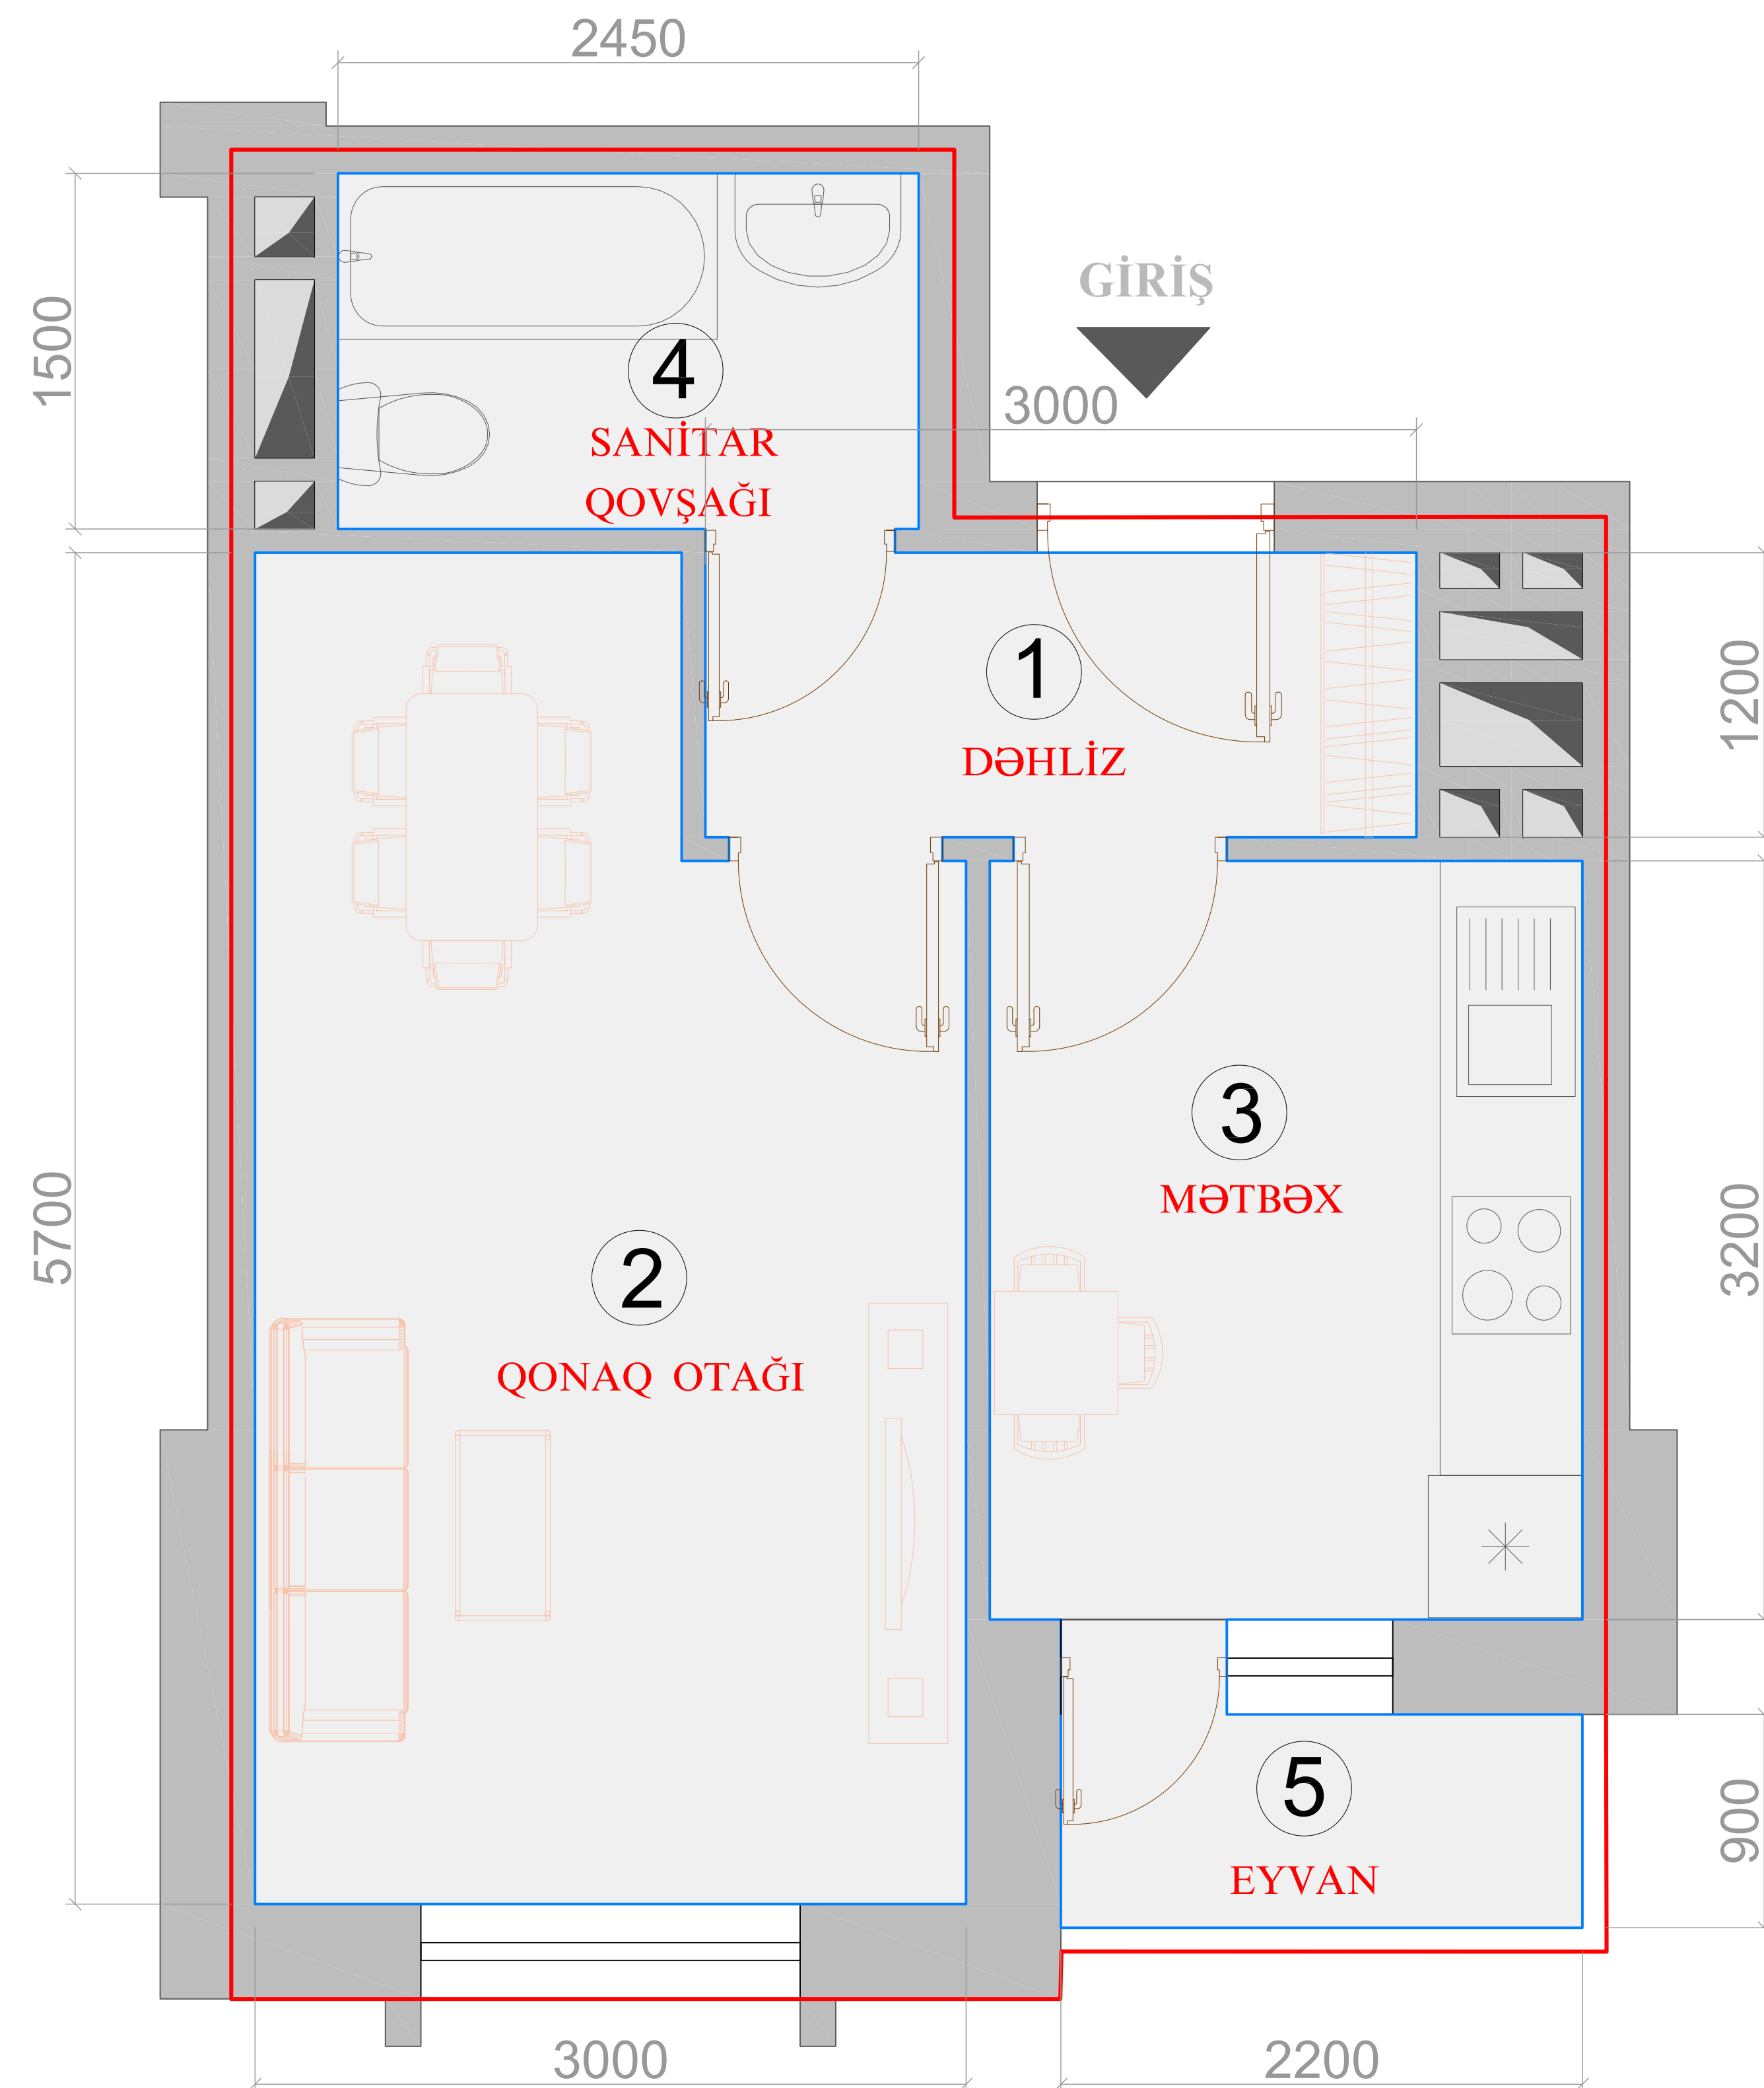 2450
GİRİŞ
1500
3000
4
SANİTAR
QOVŞAĞI
1
DƏHLİZ
1200
3
MƏTBƏX
5700
3200
2
QONAQ OTAĞI
5
EYVAN
900
3000
2200